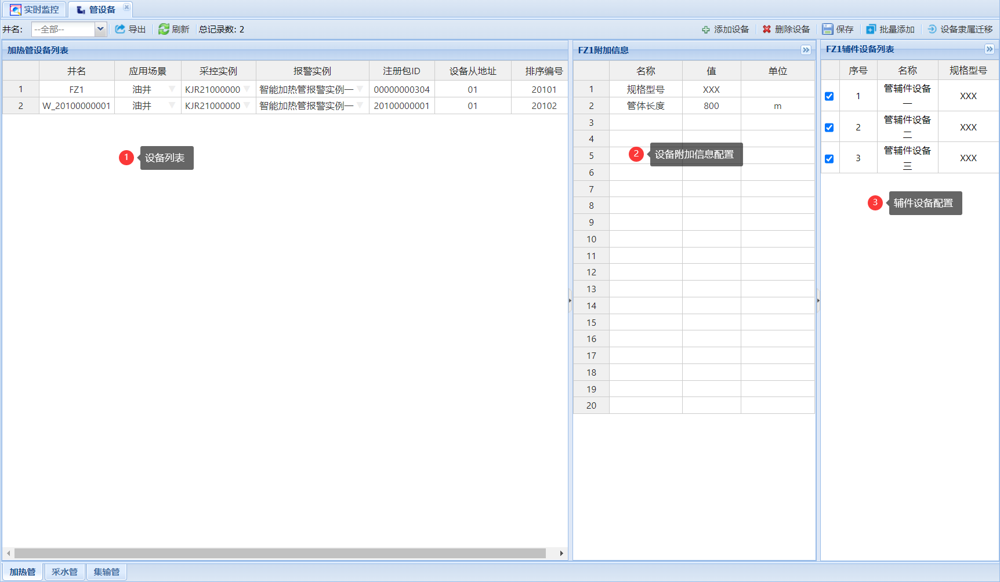 实时监控 管设备
井名: --全部-- 导出 刷新 总记录数: 2 添加设备 删除设备 保存 批量添加 设备隶属迁移
加热管设备列表
井名 应用场景 采控实例 报警实例 注册包ID 设备从地址 排序编号
1 FZ1 油井 KJR21000000 智能加热管报警实例一 00000000304 01 20101
2 W_20100000001 油井 KJR21000000 智能加热管报警实例一 20100000001 01 20102
1 设备列表
FZ1附加信息
名称 值 单位
1 规格型号 XXX
2 管体长度 800 m
3
4
5
6
7
8
9
10
11
12
13
14
15
16
17
18
19
20
2 设备附加信息配置
FZ1辅件设备列表
序号 名称 规格型号
1 管辅件设备一 XXX
2 管辅件设备二 XXX
3 管辅件设备三 XXX
3 辅件设备配置
加热管 采水管 集输管